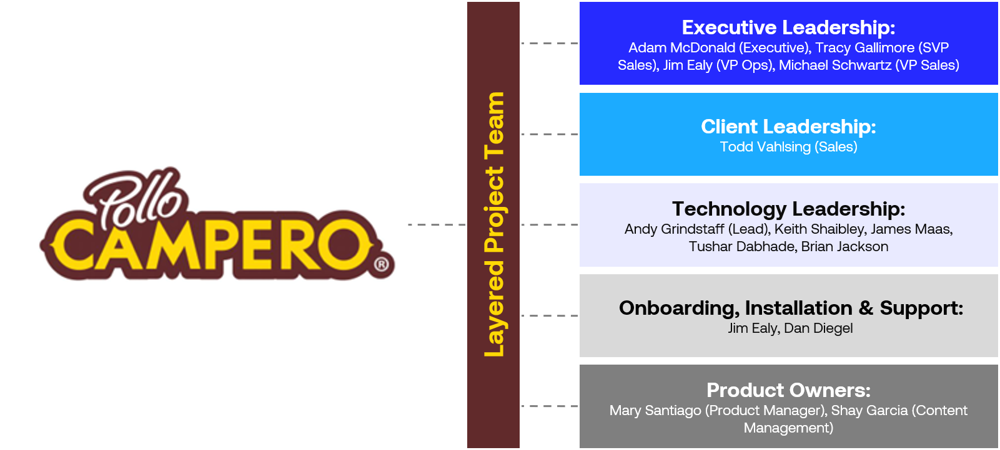 Pollo
CAMPERO®
Layered Project Team
Executive Leadership:
Adam McDonald (Executive), Tracy Gallimore (SVP
Sales), Jim Ealy (VP Ops), Michael Schwartz (VP Sales)
Client Leadership:
Todd Vahlsing (Sales)
Technology Leadership:
Andy Grindstaff (Lead), Keith Shaibley, James Maas,
Tushar Dabhade, Brian Jackson
Onboarding, Installation & Support:
Jim Ealy, Dan Diegel
Product Owners:
Mary Santiago (Product Manager), Shay Garcia (Content
Management)